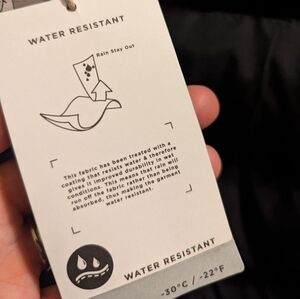 WATER RESISTANT
Rain Stay Out
This fabric has been treated with a
coating that resists water & therefore
gives it improved durability in wet
conditions. This means that rain will
run off the fabric rather than being
absorbed, thus making the garment
water resistant.
WATER RESISTANT
-30°C / -22°F